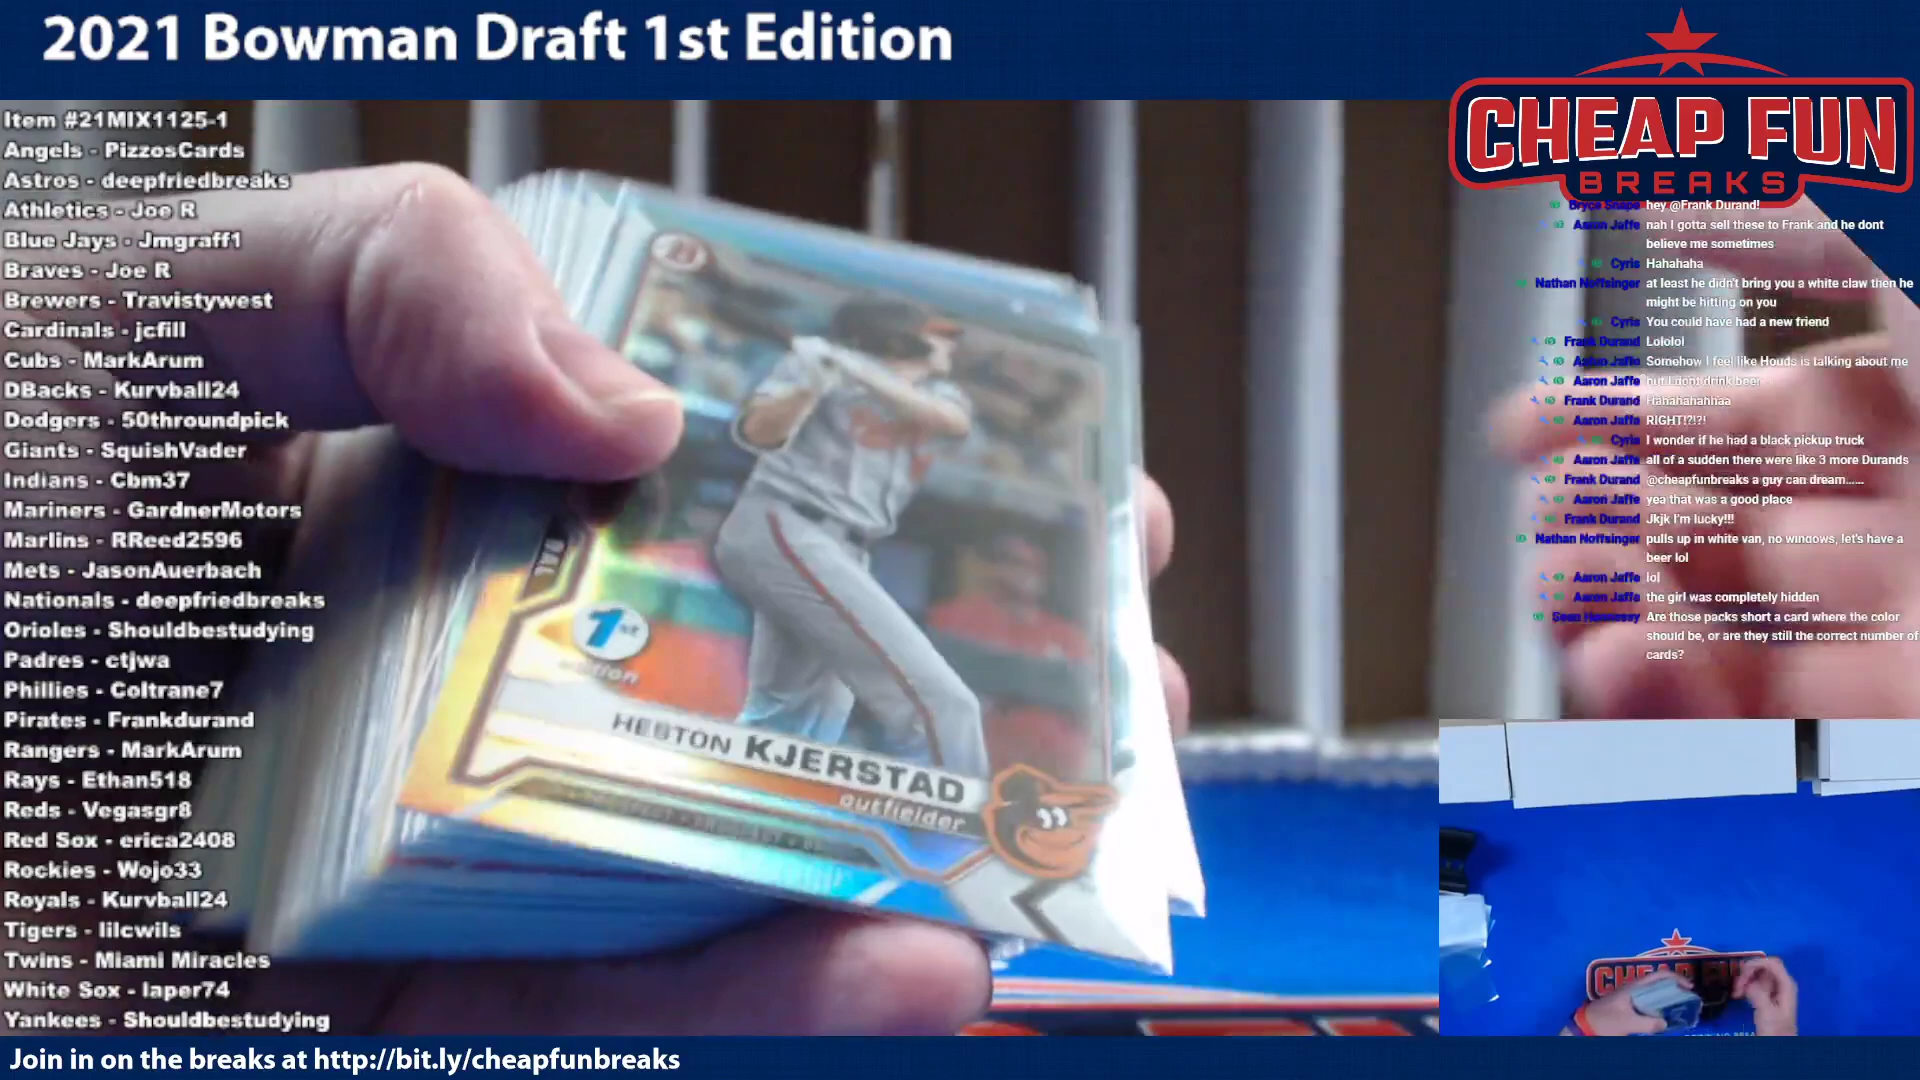 2021 Bowman Draft 1st Edition
CHEAP FUN
BREAKS
Item #21MIX1125-1
Angels - PizzosCards
Astros - deepfriedbreaks
Athletics - Joe R
Blue Jays - Jmgraff1
Braves - Joe R
Brewers - Travistywest
Cardinals - jcfill
Cubs - MarkArum
DBacks - Kurvball24
Dodgers - 50throundpick
Giants - SquishVader
Indians - Cbm37
Mariners - GardnerMotors
Marlins - RReed2596
Mets - JasonAuerbach
Nationals - deepfriedbreaks
Orioles - Shouldbestudying
Padres - ctjwa
Phillies - Coltrane7
Pirates - Frankdurand
Rangers - MarkArum
Rays - Ethan518
Reds - Vegasgr8
Red Sox - erica2408
Rockies - Wojo33
Royals - Kurvball24
Tigers - lilcwils
Twins - Miami Miracles
White Sox - laper74
Yankees - Shouldbestudying
BAL
1st
edition
HESTON KJERSTAD
outfielder
Bryce Snape hey @Frank Durand!
Aaron Jaffe nah I gotta sell these to Frank and he dont
believe me sometimes
Cyris Hahahaha
Nathan Noffsinger at least he didn't bring you a white claw then he
might be hitting on you
Cyris You could have had a new friend
Frank Durand Lololol
Aaron Jaffe Somehow I feel like Houds is talking about me
Aaron Jaffe but I dont drink beer
Frank Durand Hahahahahhaa
Aaron Jaffe RIGHT!?!?!
Cyris I wonder if he had a black pickup truck
Aaron Jaffe all of a sudden there were like 3 more Durands
Frank Durand @cheapfunbreaks a guy can dream......
Aaron Jaffe yea that was a good place
Frank Durand Jkjk I'm lucky!!!
Nathan Noffsinger pulls up in white van, no windows, let's have a
beer lol
Aaron Jaffe lol
Aaron Jaffe the girl was completely hidden
Sean Hennessy Are those packs short a card where the color
should be, or are they still the correct number of
cards?
CHEAP FUN
Join in on the breaks at http://bit.ly/cheapfunbreaks